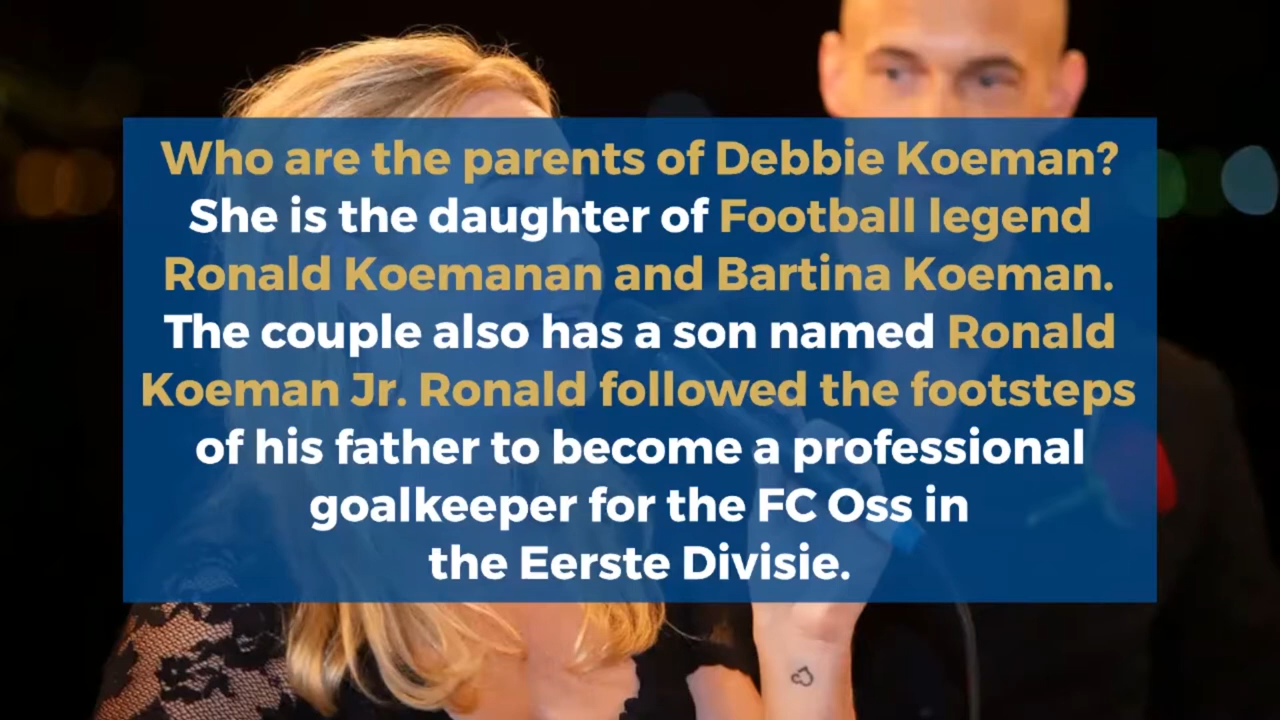 Who are the parents of Debbie Koeman?
She is the daughter of Football legend
Ronald Koemanan and Bartina Koeman.
The couple also has a son named Ronald
Koeman Jr. Ronald followed the footsteps
of his father to become a professional
goalkeeper for the FC Oss in
the Eerste Divisie.